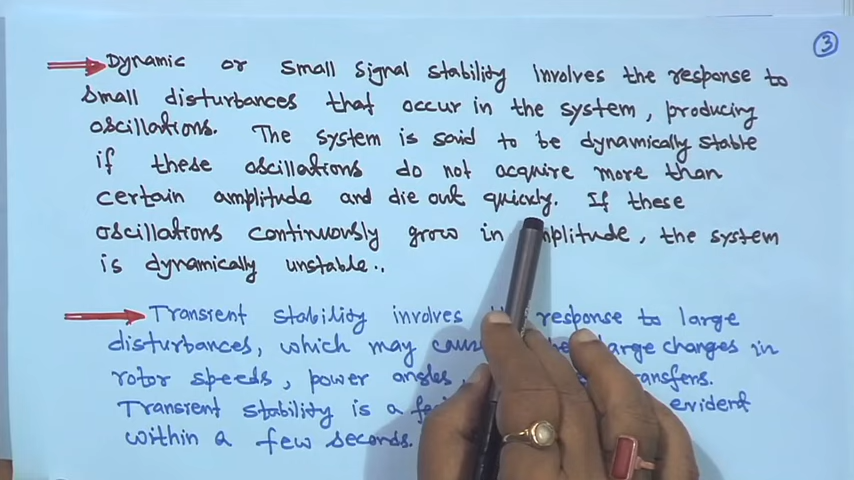 3
Dynamic or small signal stability involves the response to
small disturbances that occur in the system, producing
oscillations. The system is said to be dynamically stable
if these oscillations do not acquire more than
certain amplitude and die out quickly. If these
oscillations continuously grow in amplitude, the system
is dynamically unstable..
Transient stability involves response to large
disturbances, which may large changes in
rotor speeds, power angles
Transient stability is a evident
within a few seconds.